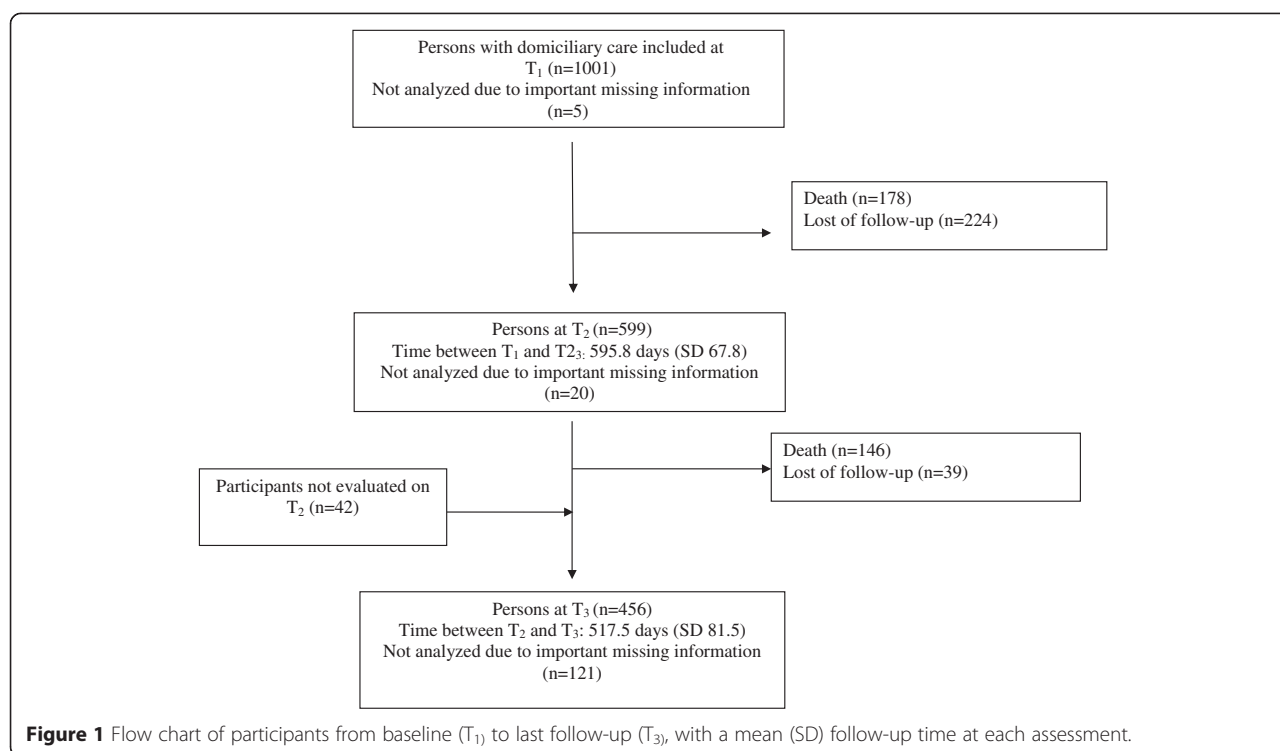 Persons with domiciliary care included at
T₁ (n=1001)
Not analyzed due to important missing information
(n=5)
Death (n=178)
Lost of follow-up (n=224)
Persons at T₂ (n=599)
Time between T₁ and T2₃: 595.8 days (SD 67.8)
Not analyzed due to important missing information
(n=20)
Death (n=146)
Lost of follow-up (n=39)
Participants not evaluated on
T₂ (n=42)
Persons at T₃ (n=456)
Time between T₂ and T₃: 517.5 days (SD 81.5)
Not analyzed due to important missing information
(n=121)
Figure 1 Flow chart of participants from baseline (T₁) to last follow-up (T₃), with a mean (SD) follow-up time at each assessment.